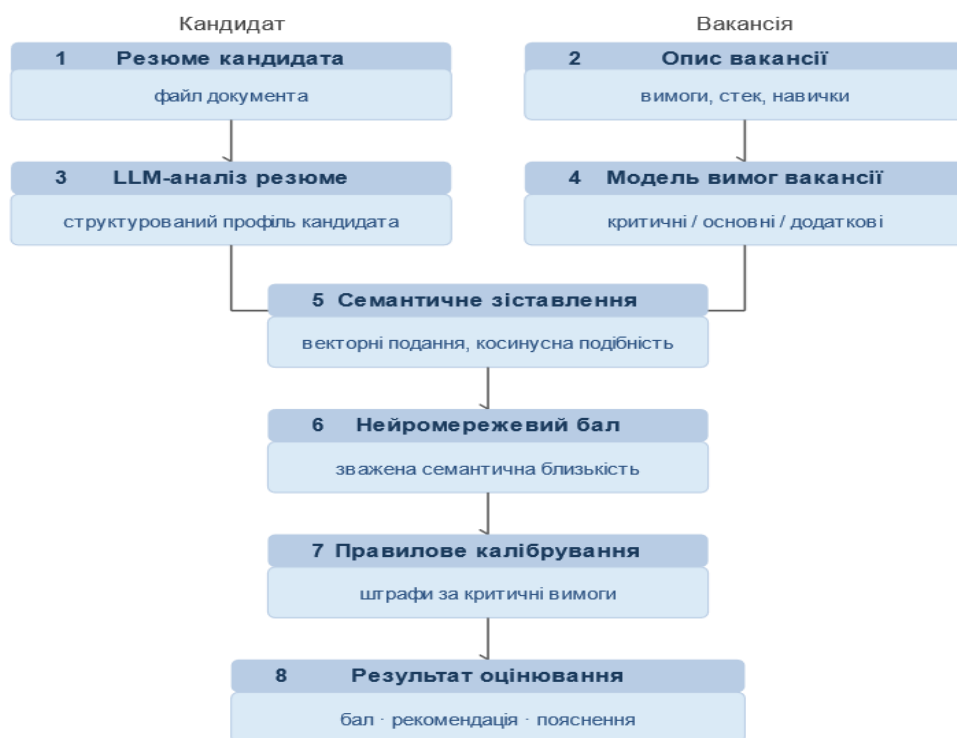 Кандидат
Вакансія
1 Резюме кандидата
файл документа
2 Опис вакансії
вимоги, стек, навички
3 LLM-аналіз резюме
структурований профіль кандидата
4 Модель вимог вакансії
критичні / основні / додаткові
5 Семантичне зіставлення
векторні подання, косинусна подібність
6 Нейромережевий бал
зважена семантична близькість
7 Правилове калібрування
штрафи за критичні вимоги
8 Результат оцінювання
бал · рекомендація · пояснення